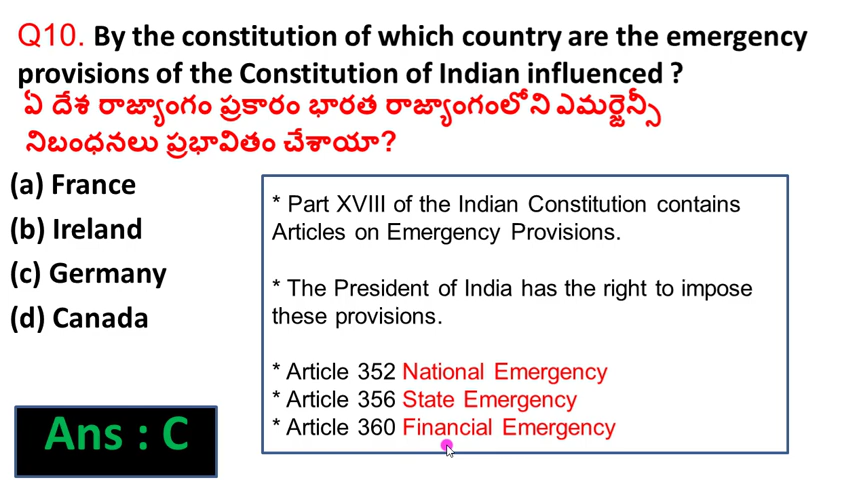 Q10. By the constitution of which country are the emergency
provisions of the Constitution of Indian influenced ?
ఏ దేశ రాజ్యాంగం ప్రకారం భారత రాజ్యాంగంలోని ఎమర్జెన్సీ
నిబంధనలు ప్రభావితం చేశాయా?
(a) France
(b) Ireland
(c) Germany
(d) Canada
* Part XVIII of the Indian Constitution contains
Articles on Emergency Provisions.
* The President of India has the right to impose
these provisions.
* Article 352 National Emergency
* Article 356 State Emergency
* Article 360 Financial Emergency
Ans : C